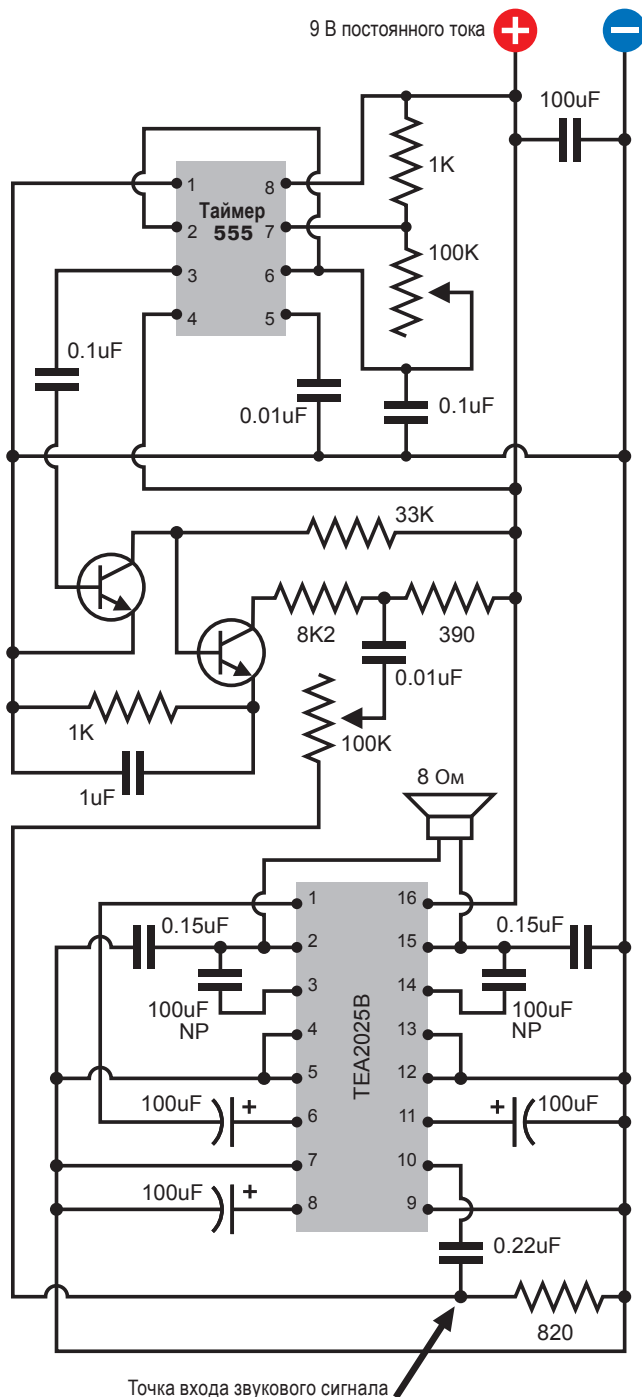 9 В постоянного тока
+ −
100uF
1K
Таймер
555
1 8
2 7
3 6
4 5
100K
0.1uF
0.01uF
0.1uF
33K
8K2
390
0.01uF
1K
100K
1uF
8 Ом
TEA2025B
1 16
0.15uF
0.15uF
2 15
3 14
100uF
NP
100uF
NP
4 13
5 12
100uF +
6 11
+ 100uF
7 10
100uF +
8 9
0.22uF
820
Точка входа звукового сигнала